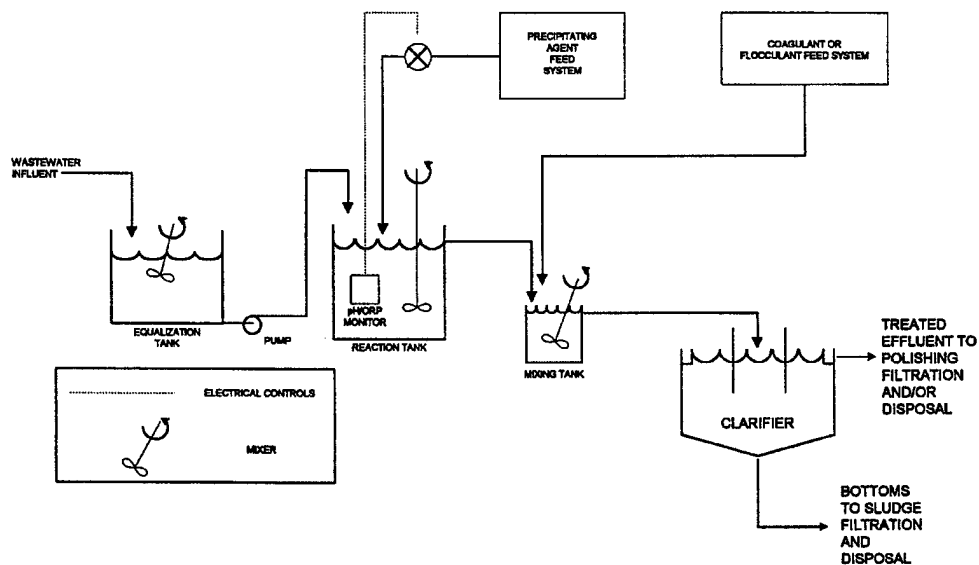 PRECIPITATING
AGENT
FEED
SYSTEM
COAGULANT OR
FLOCCULANT FEED SYSTEM
WASTEWATER
INFLUENT
EQUALIZATION
TANK
PUMP
pH/ORP
MONITOR
REACTION TANK
MIXING TANK
CLARIFIER
TREATED
EFFLUENT TO
POLISHING
FILTRATION
AND/OR
DISPOSAL
ELECTRICAL CONTROLS
MIXER
BOTTOMS
TO SLUDGE
FILTRATION
AND
DISPOSAL